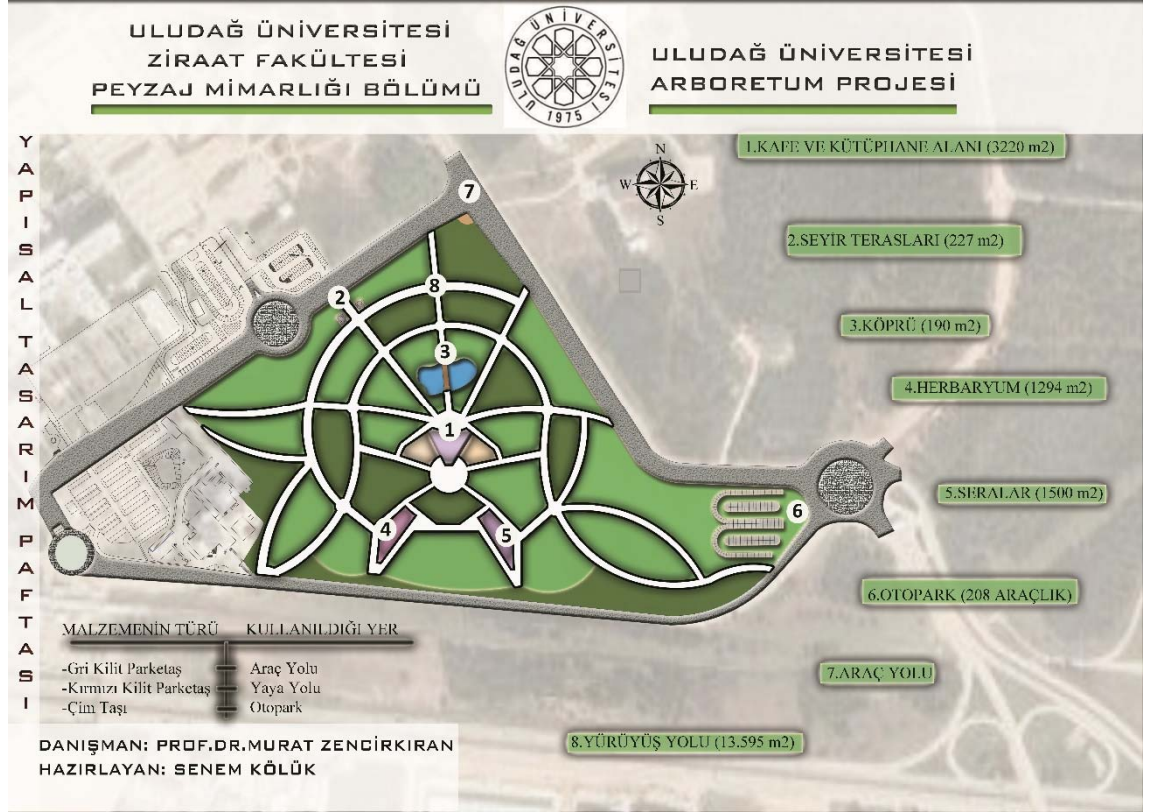 ULUDAĞ ÜNİVERSİTESİ
ZİRAAT FAKÜLTESİ
PEYZAJ MİMARLIĞI BÖLÜMÜ
ULUDAĞ ÜNİVERSİTESİ
1975
ULUDAĞ ÜNİVERSİTESİ
ARBORETUM PROJESİ
YAPISAL TASARIM PAFTASI
N
W E
S
1.KAFE VE KÜTÜPHANE ALANI (3220 m2)
2.SEYİR TERASLARI (227 m2)
3.KÖPRÜ (190 m2)
4.HERBARYUM (1294 m2)
5.SERALAR (1500 m2)
6.OTOPARK (208 ARAÇLIK)
7.ARAÇ YOLU
8.YÜRÜYÜŞ YOLU (13.595 m2)
7
2
8
3
1
4
5
6
MALZEMENİN TÜRÜ KULLANILDIĞI YER
-Gri Kilit Parketaş Araç Yolu
-Kırmızı Kilit Parketaş Yaya Yolu
-Çim Taşı Otopark
DANIŞMAN: PROF.DR.MURAT ZENCİRKIRAN
HAZIRLAYAN: SENEM KÖLÜK